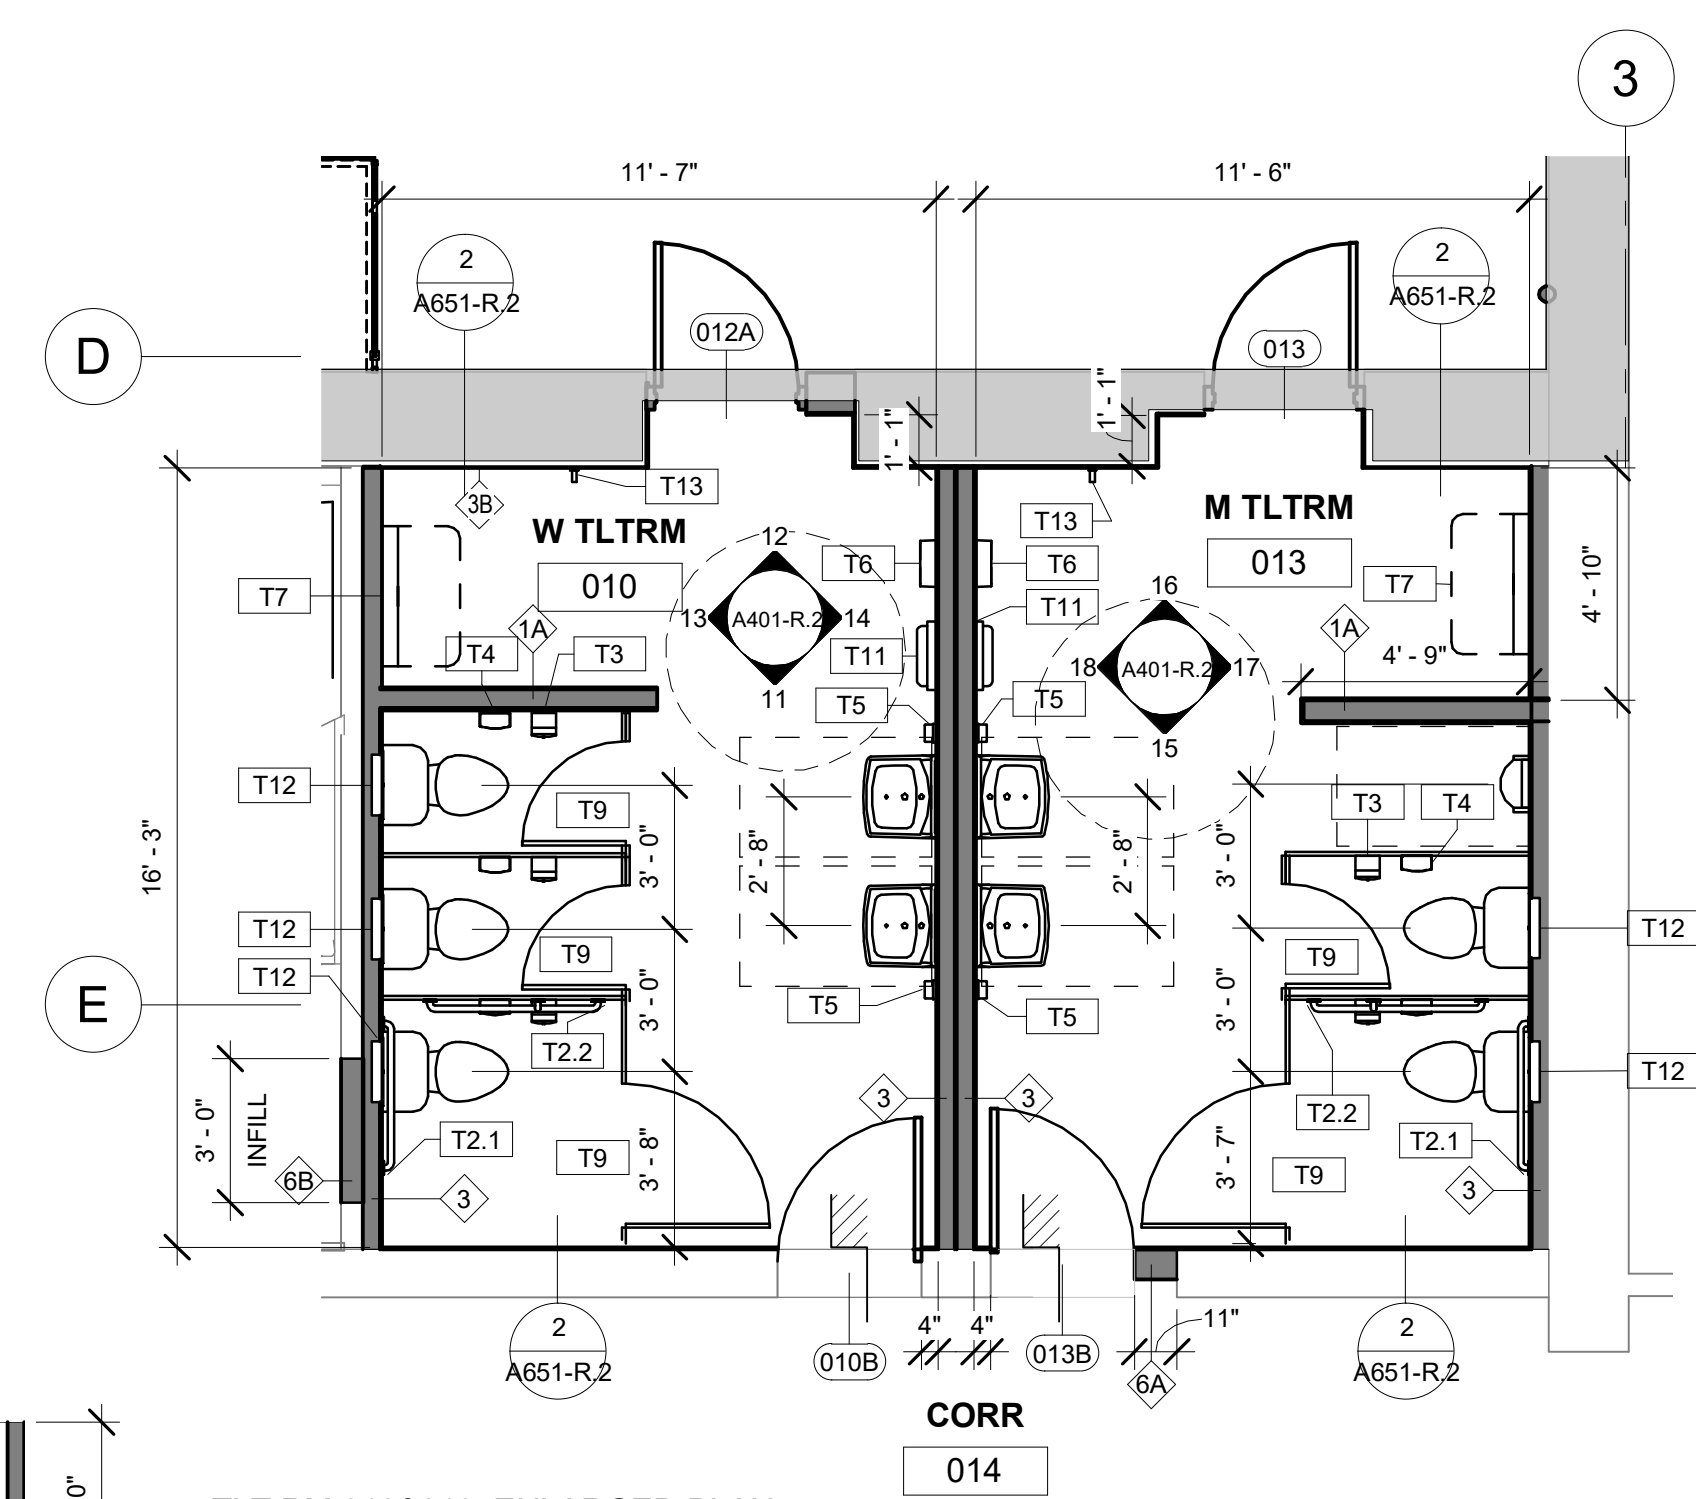 3
11' - 7"
11' - 6"
2
A651-R.2
2
A651-R.2
012A
013
D
1' - 1"
1' - 1"
T13
3B
W TLTRM
010
T13
M TLTRM
013
12
13
A401-R.2
14
11
T6
T6
T11
T11
16
18
A401-R.2
17
15
T7
T7
4' - 10"
1A
1A
4' - 9"
T4
T3
T5
T5
T12
T9
T3
T4
16' - 3"
3' - 0"
2' - 8"
2' - 8"
3' - 0"
T12
T9
T9
T12
T12
E
3' - 0"
3' - 0"
T5
T5
T2.2
T12
3' - 0"
INFILL
3
3
T2.2
T2.1
T2.1
T9
3' - 8"
3' - 7"
T9
6B
3
3
2
A651-R.2
010B
4"
4"
013B
11"
6A
2
A651-R.2
CORR
014
0"